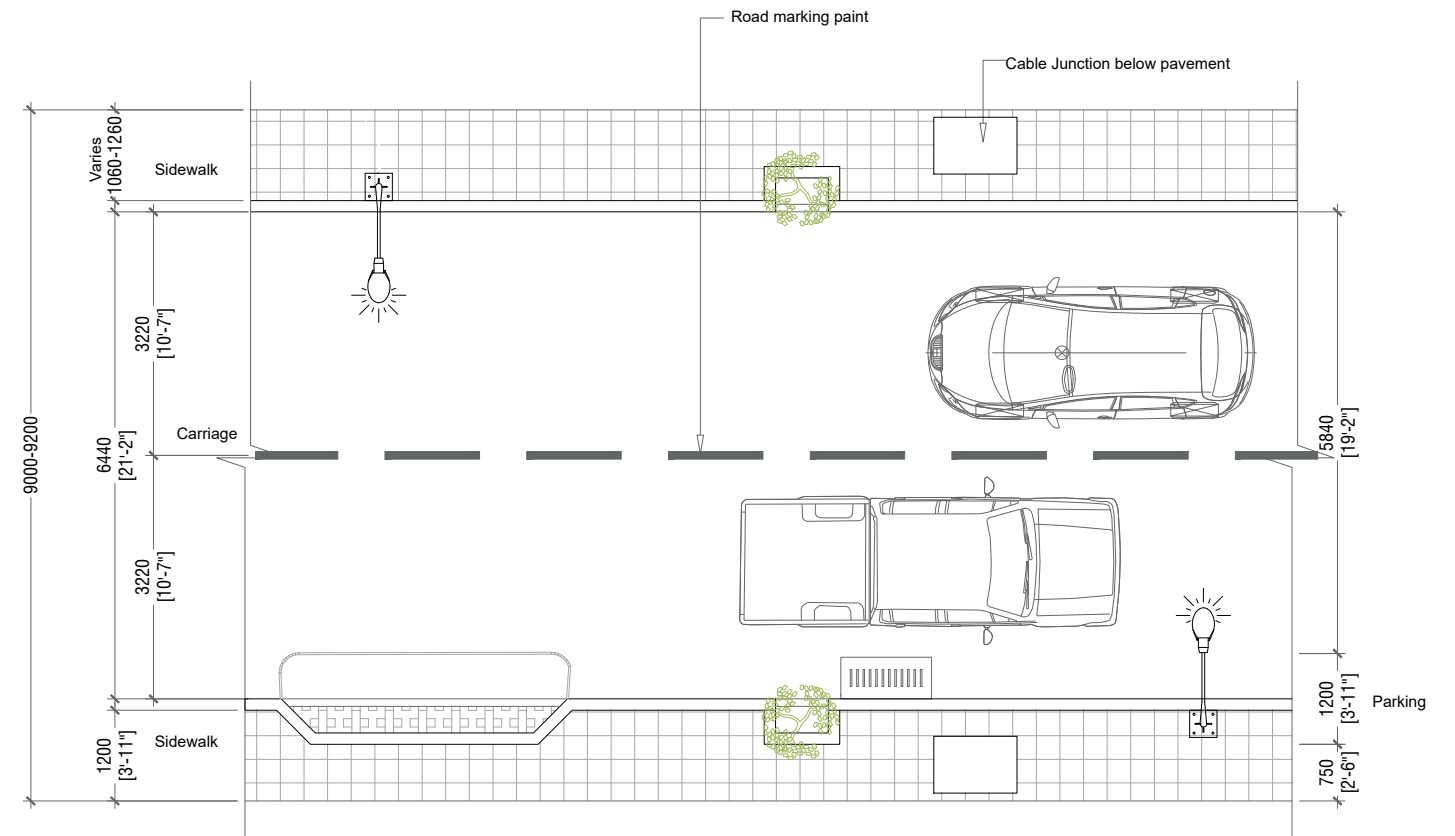 Road marking paint
Cable Junction below pavement
Varies
1060-1260
Sidewalk
3220
[10'-7"]
Carriage
9000-9200
6440
[21'-2"]
5840
[19'-2"]
3220
[10'-7"]
1200
[3'-11"]
Parking
Sidewalk
1200
[3'-11"]
750
[2'-6"]